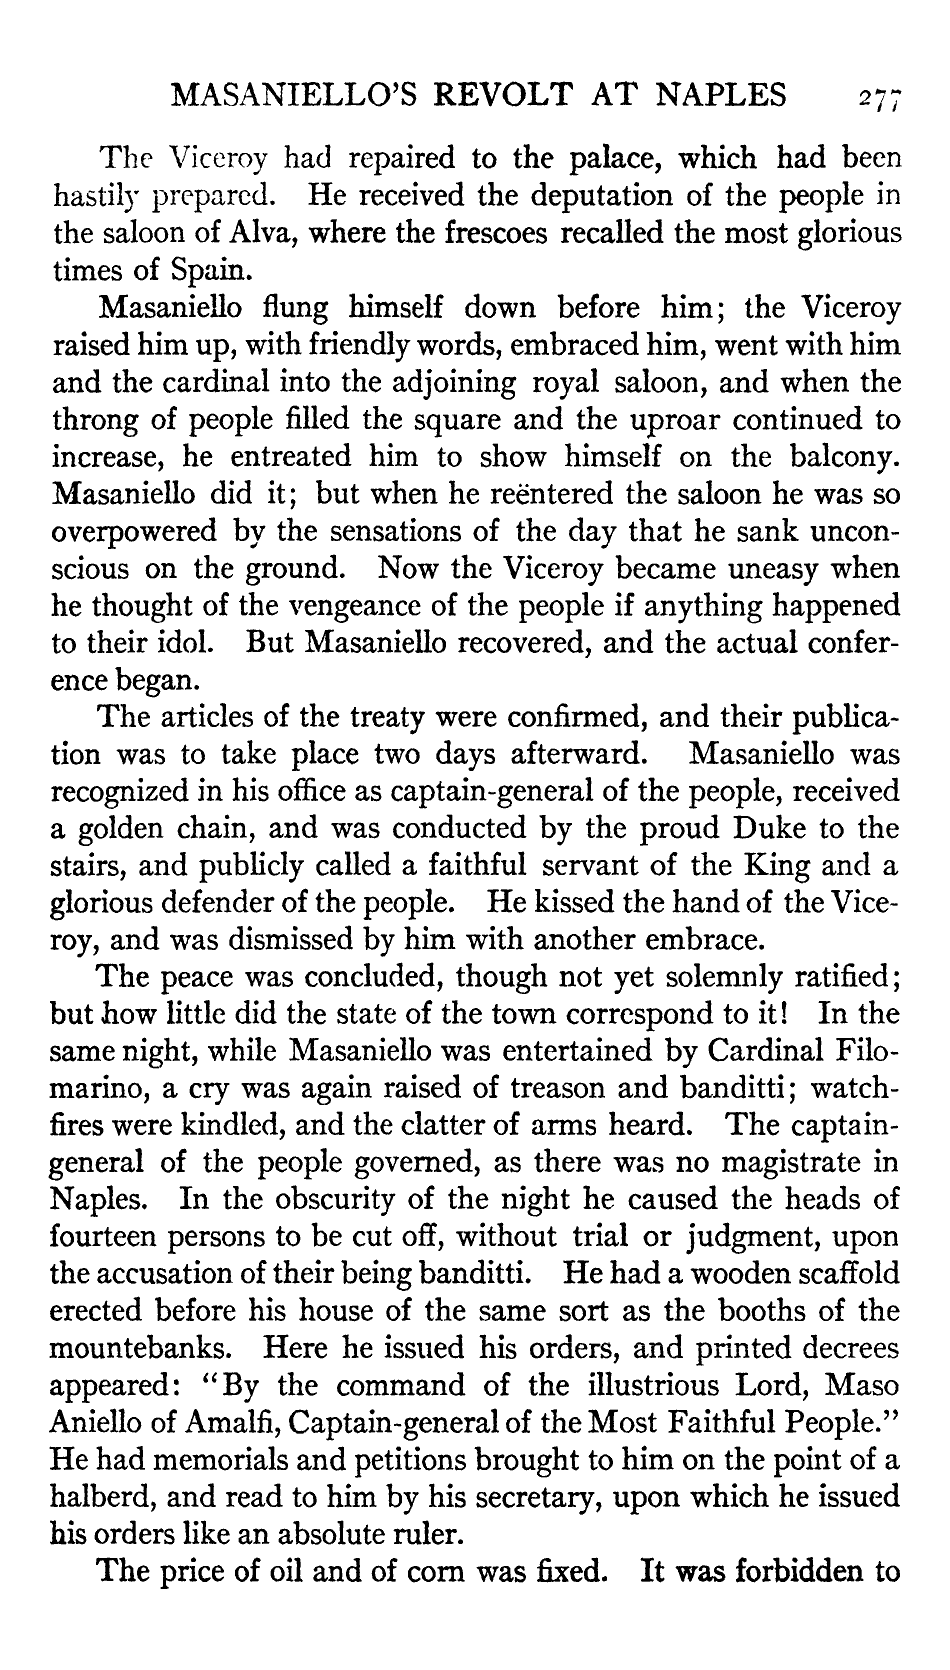 MASANIELLO'S REVOLT AT NAPLES 277
The Viceroy had repaired to the palace, which had been
hastily prepared. He received the deputation of the people in
the saloon of Alva, where the frescoes recalled the most glorious
times of Spain.
Masaniello flung himself down before him; the Viceroy
raised him up, with friendly words, embraced him, went with him
and the cardinal into the adjoining royal saloon, and when the
throng of people filled the square and the uproar continued to
increase, he entreated him to show himself on the balcony.
Masaniello did it; but when he reëntered the saloon he was so
overpowered by the sensations of the day that he sank uncon-
scious on the ground. Now the Viceroy became uneasy when
he thought of the vengeance of the people if anything happened
to their idol. But Masaniello recovered, and the actual confer-
ence began.
The articles of the treaty were confirmed, and their publica-
tion was to take place two days afterward. Masaniello was
recognized in his office as captain-general of the people, received
a golden chain, and was conducted by the proud Duke to the
stairs, and publicly called a faithful servant of the King and a
glorious defender of the people. He kissed the hand of the Vice-
roy, and was dismissed by him with another embrace.
The peace was concluded, though not yet solemnly ratified;
but how little did the state of the town correspond to it! In the
same night, while Masaniello was entertained by Cardinal Filo-
marino, a cry was again raised of treason and banditti; watch-
fires were kindled, and the clatter of arms heard. The captain-
general of the people governed, as there was no magistrate in
Naples. In the obscurity of the night he caused the heads of
fourteen persons to be cut off, without trial or judgment, upon
the accusation of their being banditti. He had a wooden scaffold
erected before his house of the same sort as the booths of the
mountebanks. Here he issued his orders, and printed decrees
appeared: "By the command of the illustrious Lord, Maso
Aniello of Amalfi, Captain-general of the Most Faithful People."
He had memorials and petitions brought to him on the point of a
halberd, and read to him by his secretary, upon which he issued
his orders like an absolute ruler.
The price of oil and of corn was fixed. It was forbidden to